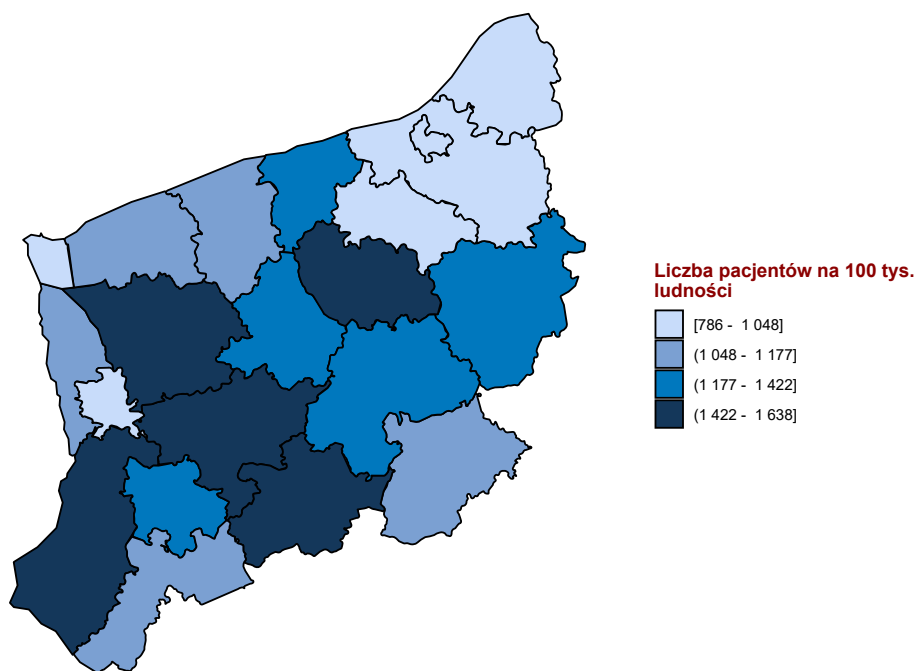 Liczba pacjentów na 100 tys.
ludności
[786 - 1 048]
(1 048 - 1 177]
(1 177 - 1 422]
(1 422 - 1 638]